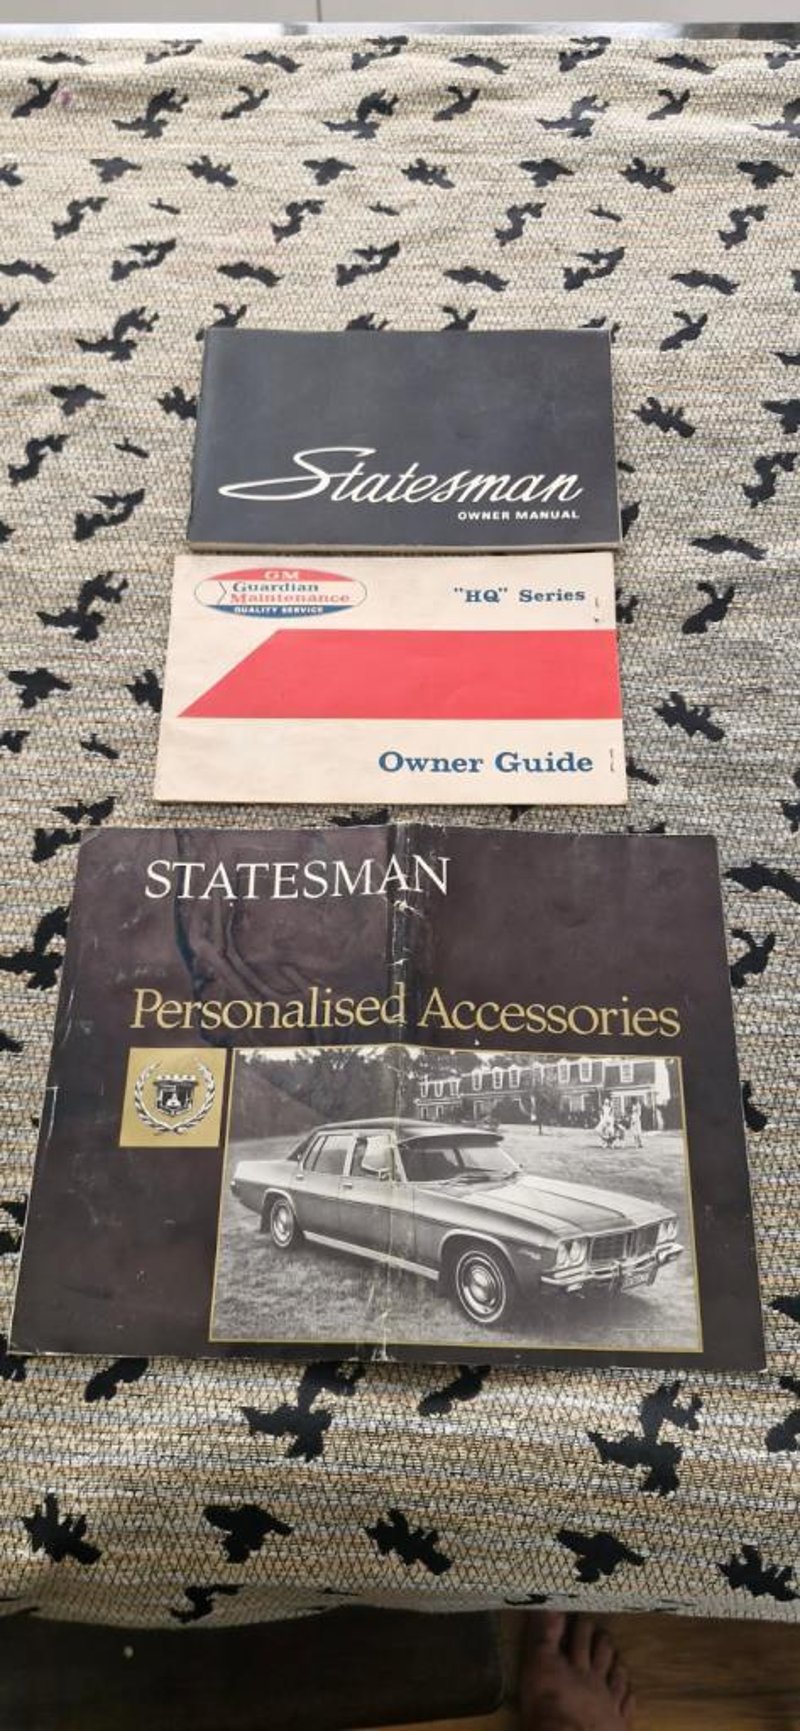 Statesman
OWNER MANUAL
GM
Guardian
Maintenance
QUALITY SERVICE
"HQ" Series
Owner Guide
STATESMAN
Personalised Accessories